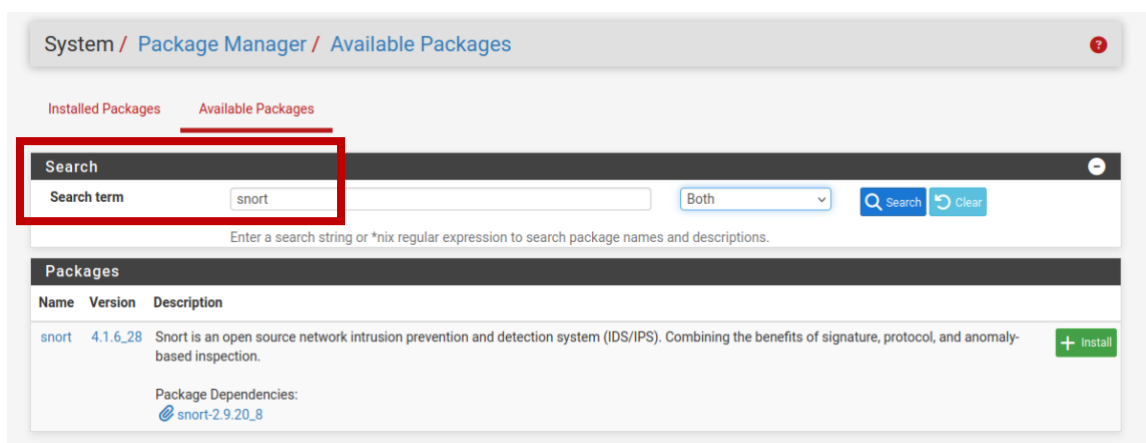 System / Package Manager / Available Packages
?
Installed Packages Available Packages
Search
Search term snort Both Search Clear
Enter a search string or *nix regular expression to search package names and descriptions.
Packages
Name Version Description
snort 4.1.6_28 Snort is an open source network intrusion prevention and detection system (IDS/IPS). Combining the benefits of signature, protocol, and anomaly-
based inspection.
Install
Package Dependencies:
snort-2.9.20_8